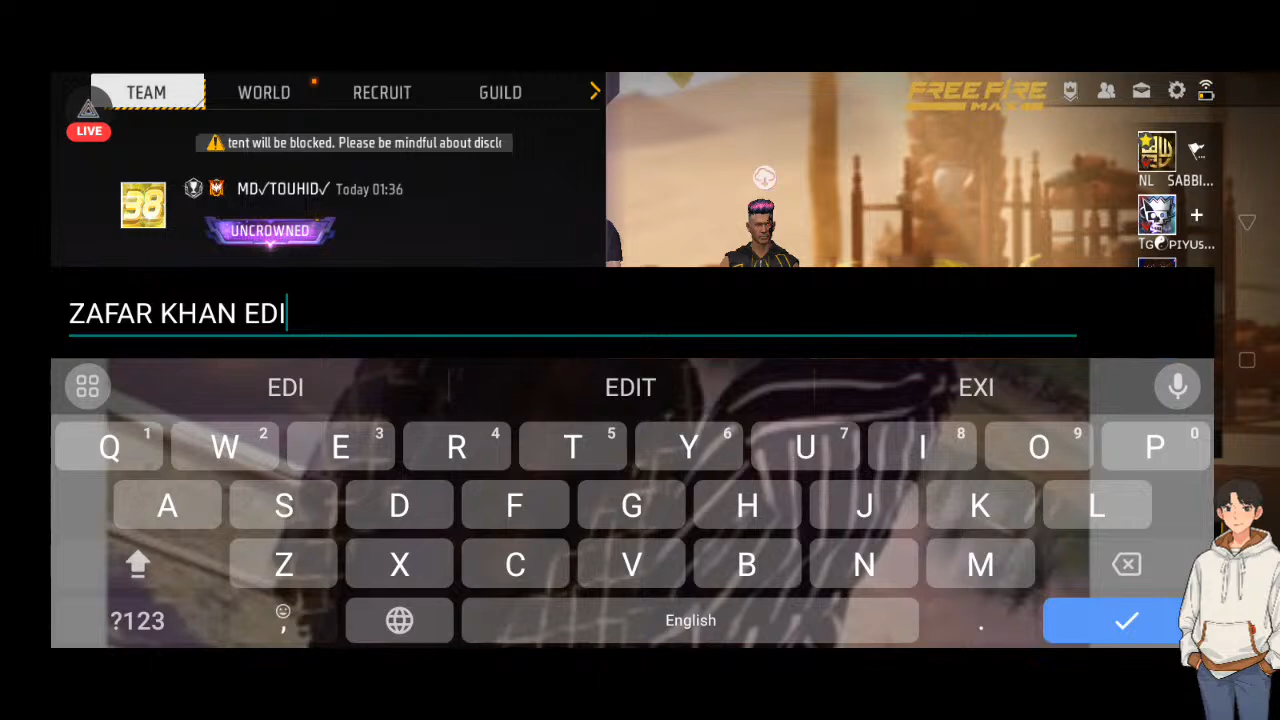 TEAM WORLD RECRUIT GUILD
FREE FIRE
MAX
LIVE
tent will be blocked. Please be mindful about
38 MD✓TOUHID✓ Today 01:36
UNCROWNED
NL SABBI...
TG☯PIYUS...
ZAFAR KHAN EDI
EDI EDIT EXI
Q 1 W 2 E 3 R 4 T 5 Y 6 U 7 I 8 O 9 P 0
A S D F G H J K L
Z X C V B N M
?123 , English .